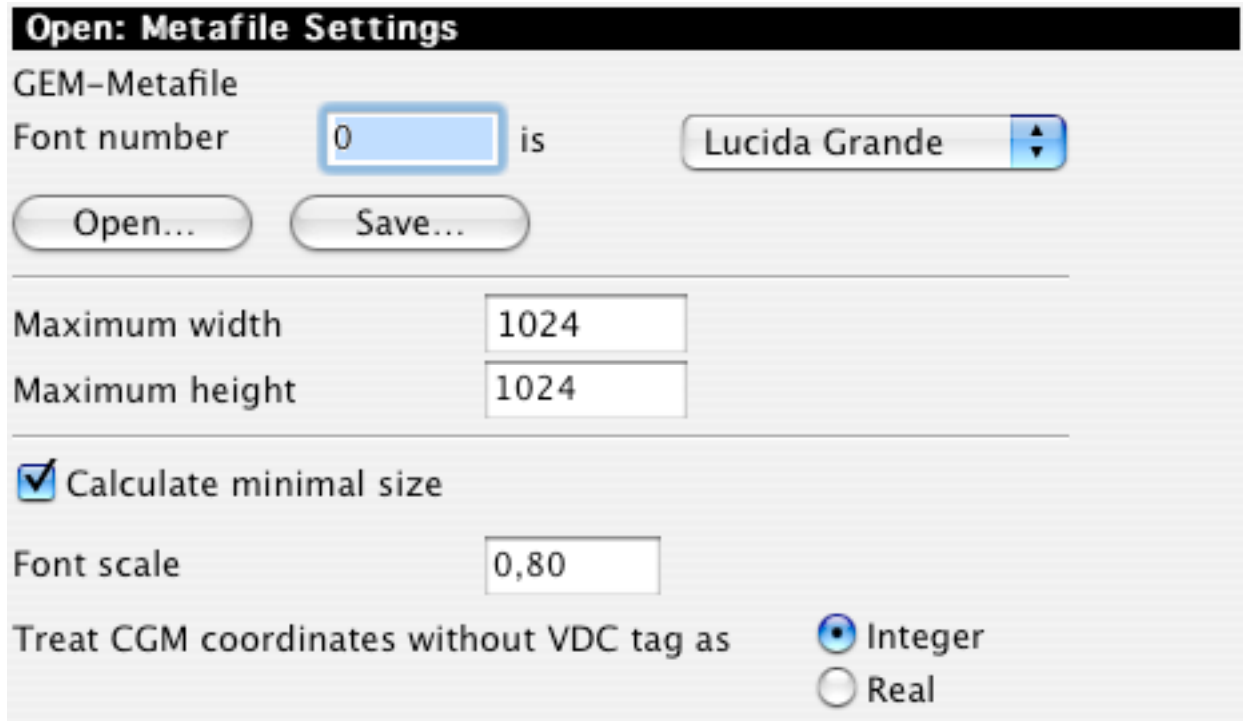 Open: Metafile Settings
GEM-Metafile
Font number 0 is Lucida Grande
Open... Save...
Maximum width 1024
Maximum height 1024
Calculate minimal size
Font scale 0,80
Treat CGM coordinates without VDC tag as Integer
Real